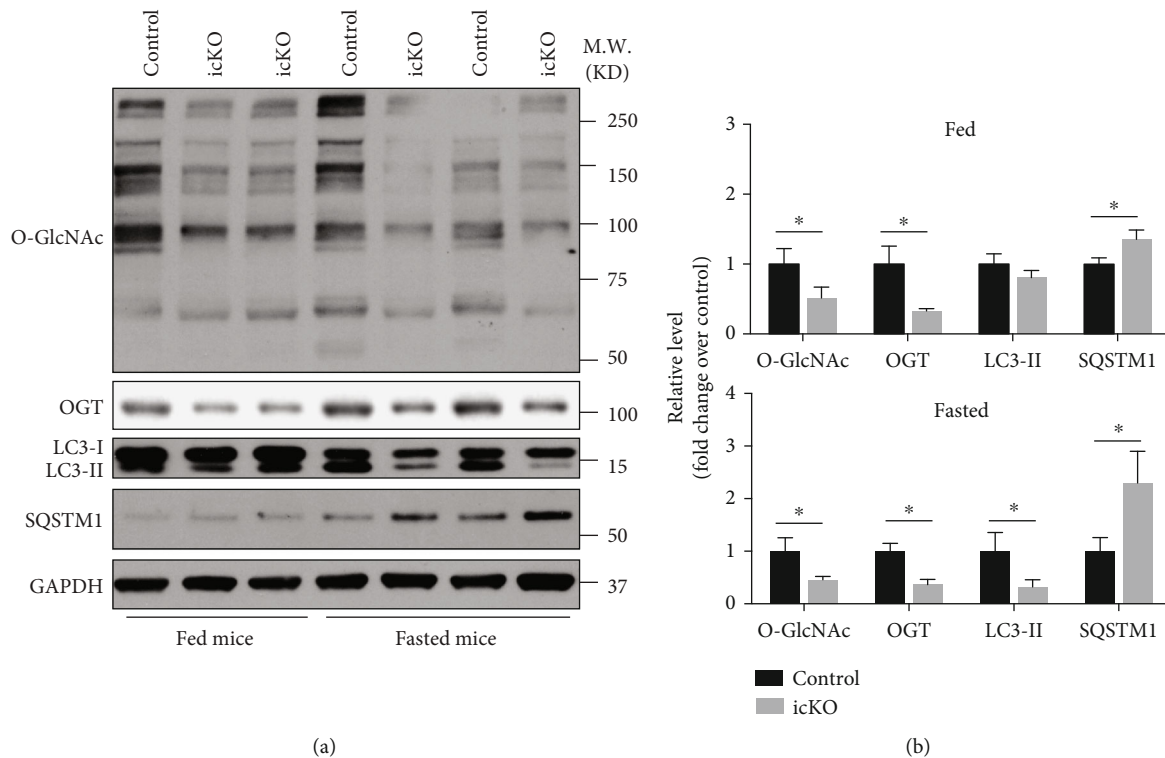 Control
icKO
icKO
Control
icKO
Control
icKO
M.W.
(KD)
O-GlcNAc
250
150
100
75
50
OGT
100
LC3-I
LC3-II
15
SQSTM1
50
GAPDH
37
Fed mice
Fasted mice
(a)
Relative level
(fold change over control)
Fed
3
2
1
0
*
*
*
O-GlcNAc
OGT
LC3-II
SQSTM1
Fasted
4
3
2
1
0
*
*
*
*
O-GlcNAc
OGT
LC3-II
SQSTM1
Control
icKO
(b)